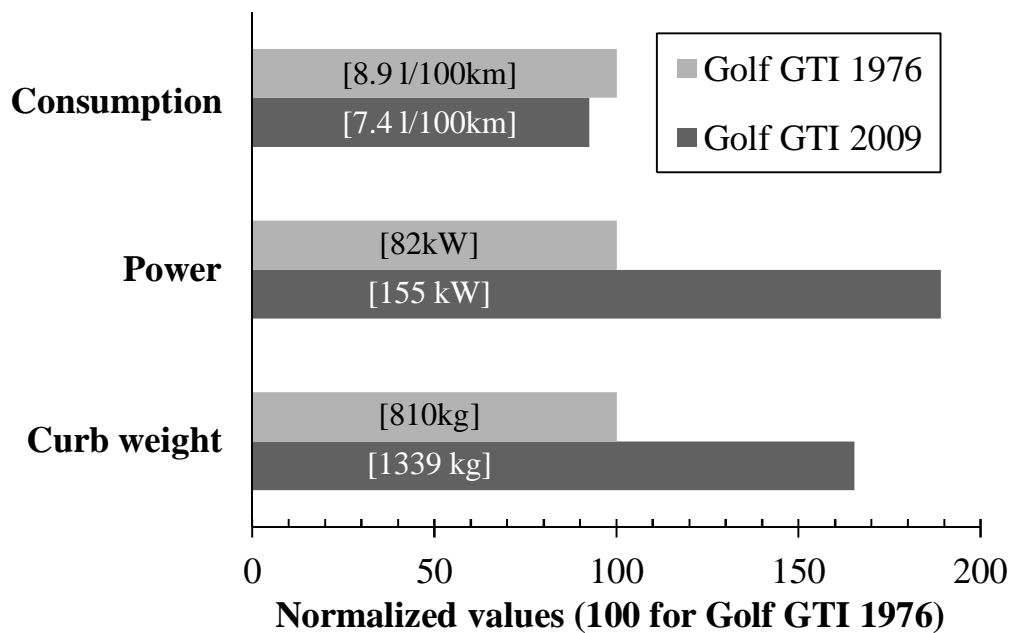 [8.9 l/100km]
Golf GTI 1976
Consumption
[7.4 l/100km]
Golf GTI 2009
[82kW]
Power
[155 kW]
[810kg]
Curb weight
[1339 kg]
0 50 100 150 200
Normalized values (100 for Golf GTI 1976)